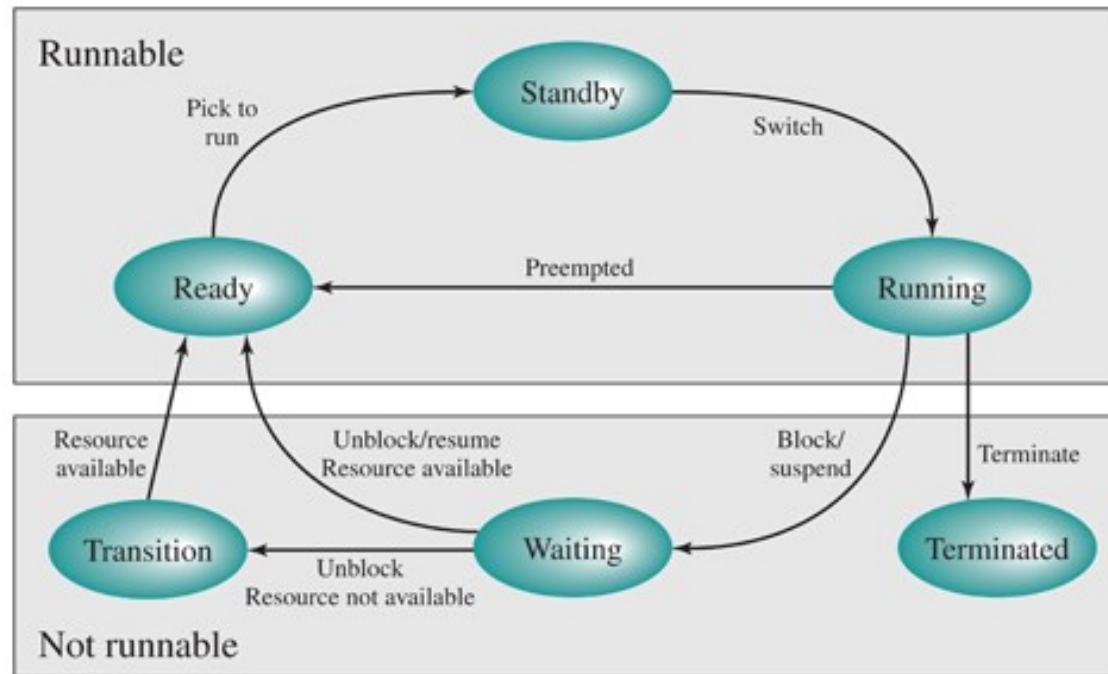 Runnable
Standby
Pick to
run
Switch
Ready
Preempted
Running
Resource
available
Unblock/resume
Resource available
Block/
suspend
Terminate
Transition
Waiting
Terminated
Unblock
Resource not available
Not runnable